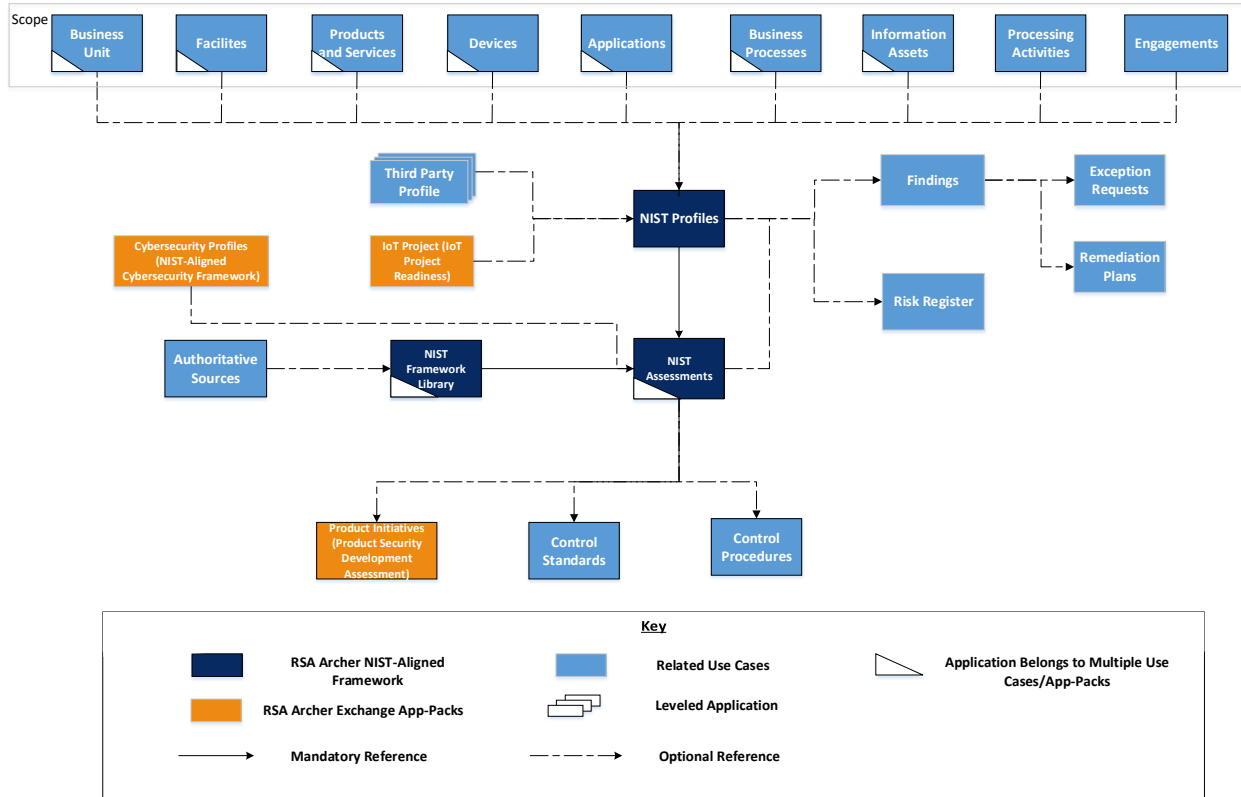 Scope
Business
Unit
Facilites
Products
and Services
Devices
Applications
Business
Processes
Information
Assets
Processing
Activities
Engagements
Third Party
Profile
NIST Profiles
Findings
Exception
Requests
Cybersecurity Profiles
(NIST-Aligned
Cybersecurity Framework)
IoT Project (IoT
Project
Readiness)
Remediation
Plans
Risk Register
Authoritative
Sources
NIST
Framework
Library
NIST
Assessments
Product Initiatives
(Product Security
Development
Assessment)
Control
Standards
Control
Procedures
Key
RSA Archer NIST-Aligned
Framework
Related Use Cases
Application Belongs to Multiple Use
Cases/App-Packs
RSA Archer Exchange App-Packs
Leveled Application
Mandatory Reference
Optional Reference